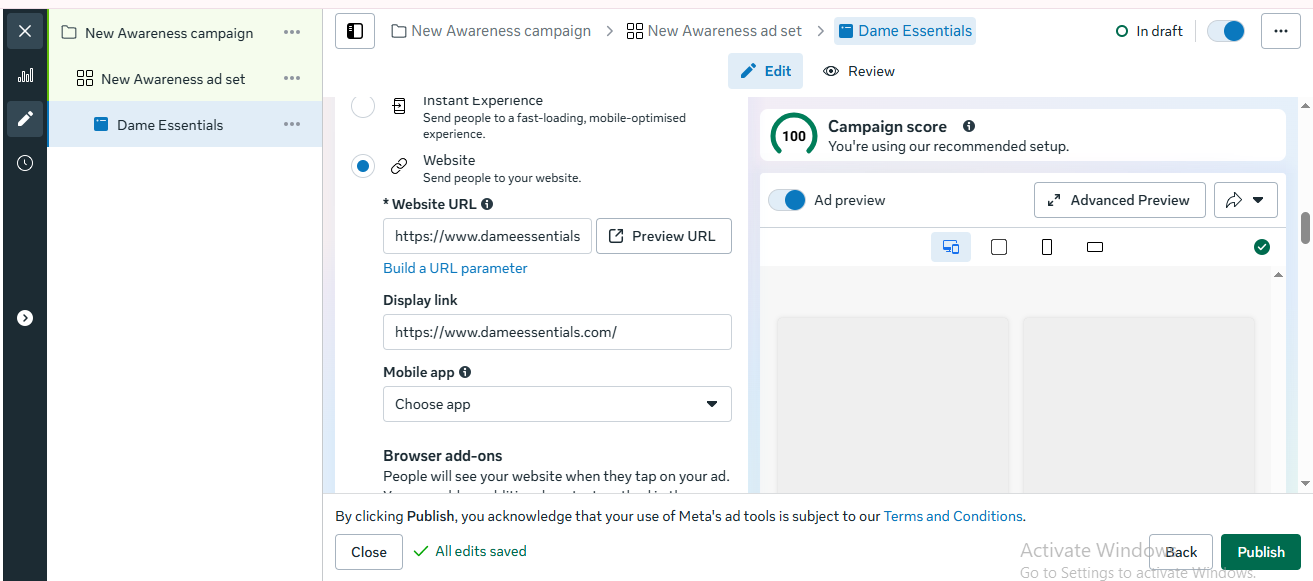 New Awareness campaign
New Awareness ad set
Dame Essentials
New Awareness campaign
New Awareness ad set
Dame Essentials
In draft
Edit
Review
Instant Experience
Send people to a fast-loading, mobile-optimised
experience.
Website
Send people to your website.
* Website URL
https://www.dameessentials
Preview URL
Build a URL parameter
Display link
https://www.dameessentials.com/
Mobile app
Choose app
Browser add-ons
People will see your website when they tap on your ad.
100
Campaign score
You're using our recommended setup.
Ad preview
Advanced Preview
By clicking Publish, you acknowledge that your use of Meta's ad tools is subject to our Terms and Conditions.
Close
All edits saved
Back
Publish
Activate Windows
Go to Settings to activate Windows.